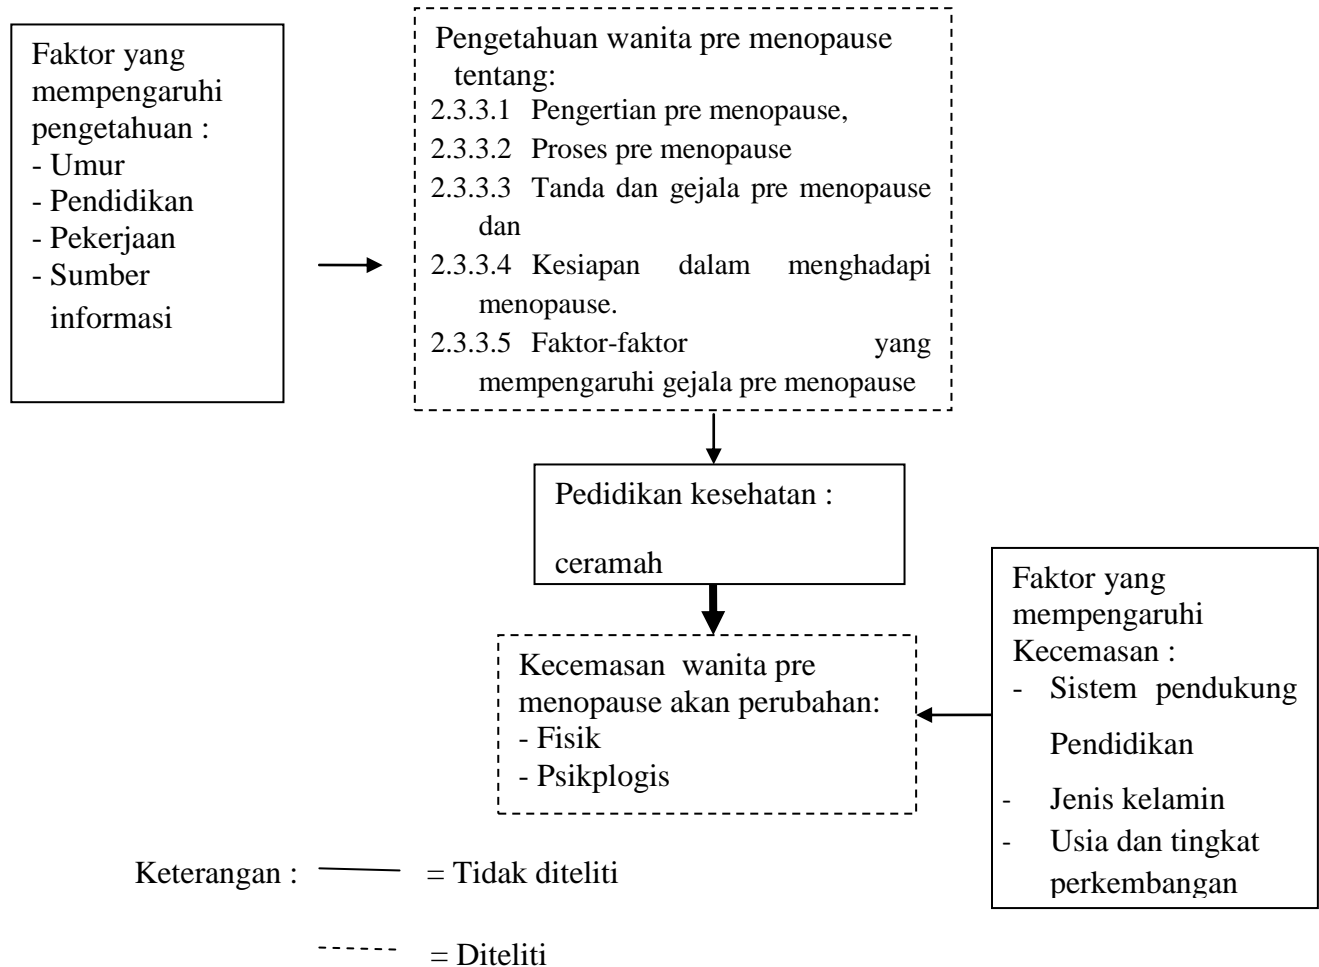 Faktor yang
mempengaruhi
pengetahuan :
- Umur
- Pendidikan
- Pekerjaan
- Sumber
informasi
Pengetahuan wanita pre menopause
tentang:
2.3.3.1 Pengertian pre menopause,
2.3.3.2 Proses pre menopause
2.3.3.3 Tanda dan gejala pre menopause
dan
2.3.3.4 Kesiapan dalam menghadapi
menopause.
2.3.3.5 Faktor-faktor yang
mempengaruhi gejala pre menopause
Pedidikan kesehatan :
ceramah
Kecemasan wanita pre
menopause akan perubahan:
- Fisik
- Psikplogis
Faktor yang
mempengaruhi
Kecemasan :
- Sistem pendukung
Pendidikan
- Jenis kelamin
- Usia dan tingkat
perkembangan
Keterangan : = Tidak diteliti
= Diteliti